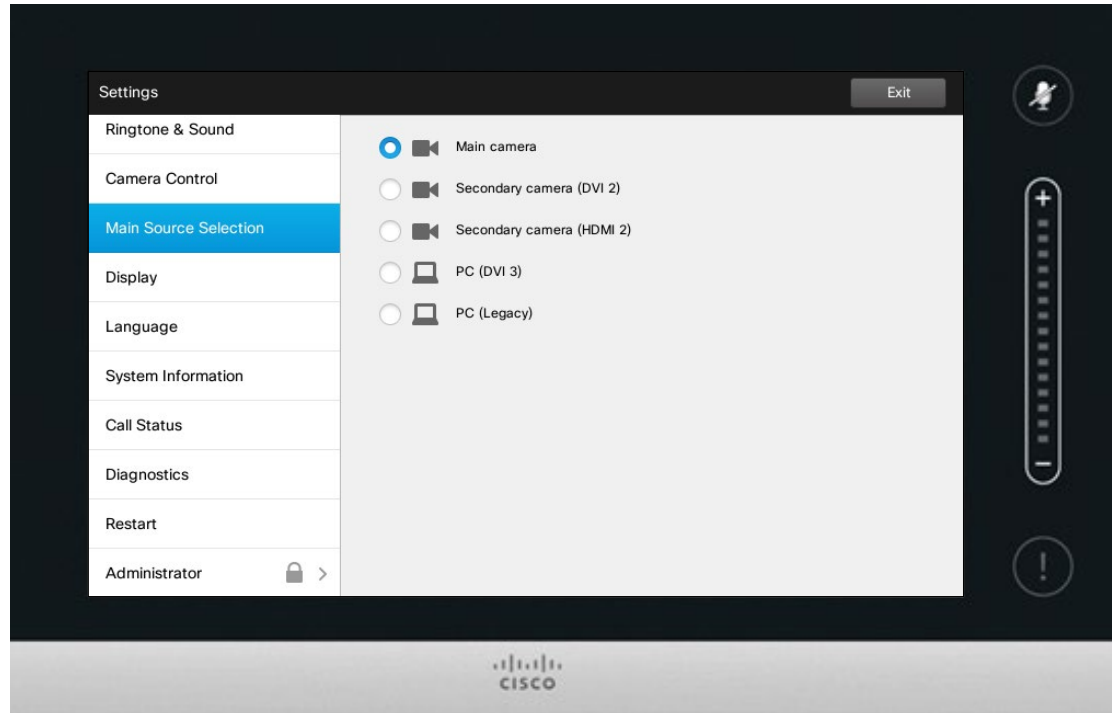 Settings
Exit
Ringtone & Sound
Camera Control
Main Source Selection
Display
Language
System Information
Call Status
Diagnostics
Restart
Administrator
Main camera
Secondary camera (DVI 2)
Secondary camera (HDMI 2)
PC (DVI 3)
PC (Legacy)
+
−
!
CISCO